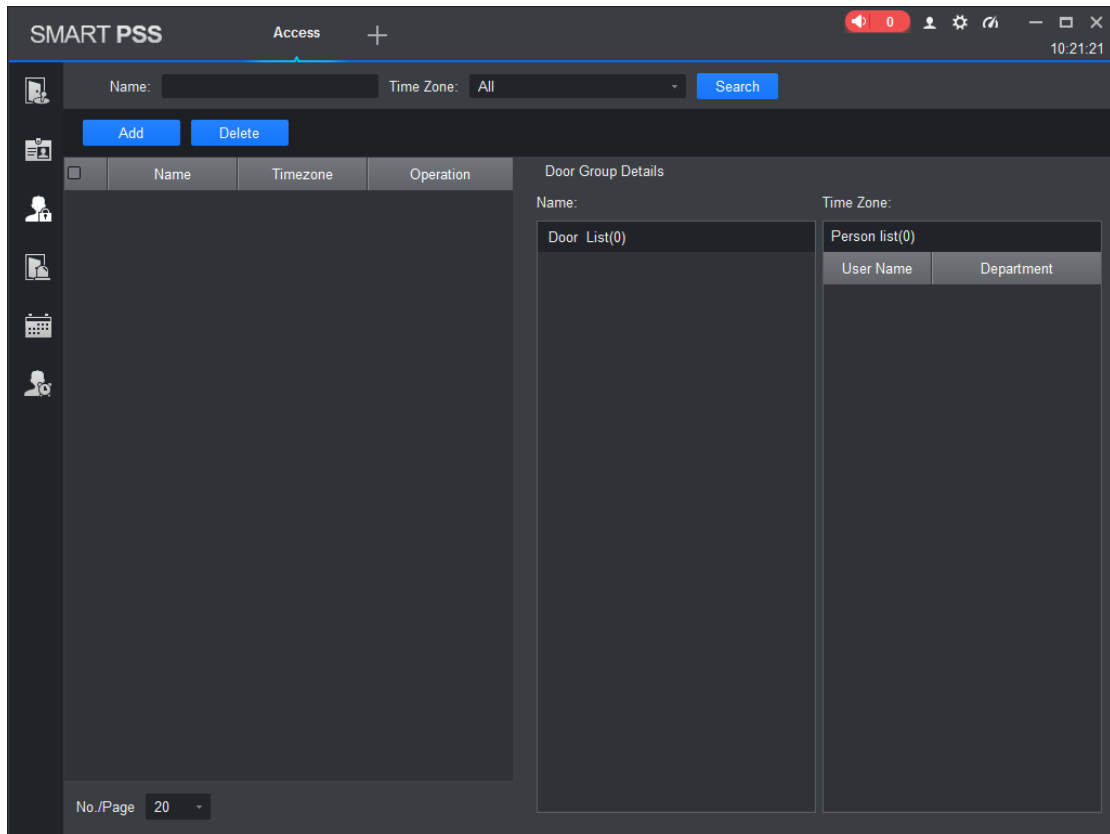 SMART PSS Access + 0
10:21:21
Name: Time Zone: All Search
Add Delete
Name Timezone Operation
Door Group Details
Name: Time Zone:
Door List(0) Person list(0)
User Name Department
No./Page 20